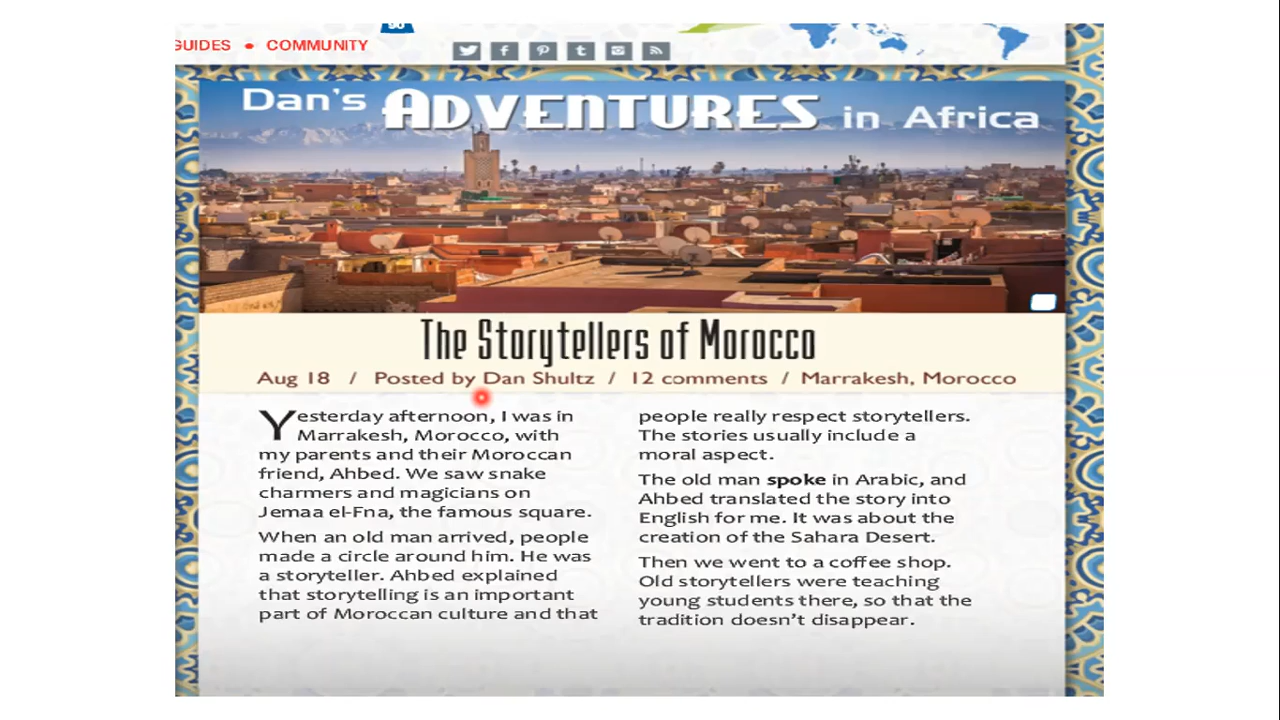 GUIDES • COMMUNITY
Dan's ADVENTURES in Africa
The Storytellers of Morocco
Aug 18 / Posted by Dan Shultz / 12 comments / Marrakesh, Morocco
Yesterday afternoon, I was in
Marrakesh, Morocco, with
my parents and their Moroccan
friend, Ahbed. We saw snake
charmers and magicians on
Jemaa el-Fna, the famous square.
When an old man arrived, people
made a circle around him. He was
a storyteller. Ahbed explained
that storytelling is an important
part of Moroccan culture and that
people really respect storytellers.
The stories usually include a
moral aspect.
The old man spoke in Arabic, and
Ahbed translated the story into
English for me. It was about the
creation of the Sahara Desert.
Then we went to a coffee shop.
Old storytellers were teaching
young students there, so that the
tradition doesn't disappear.